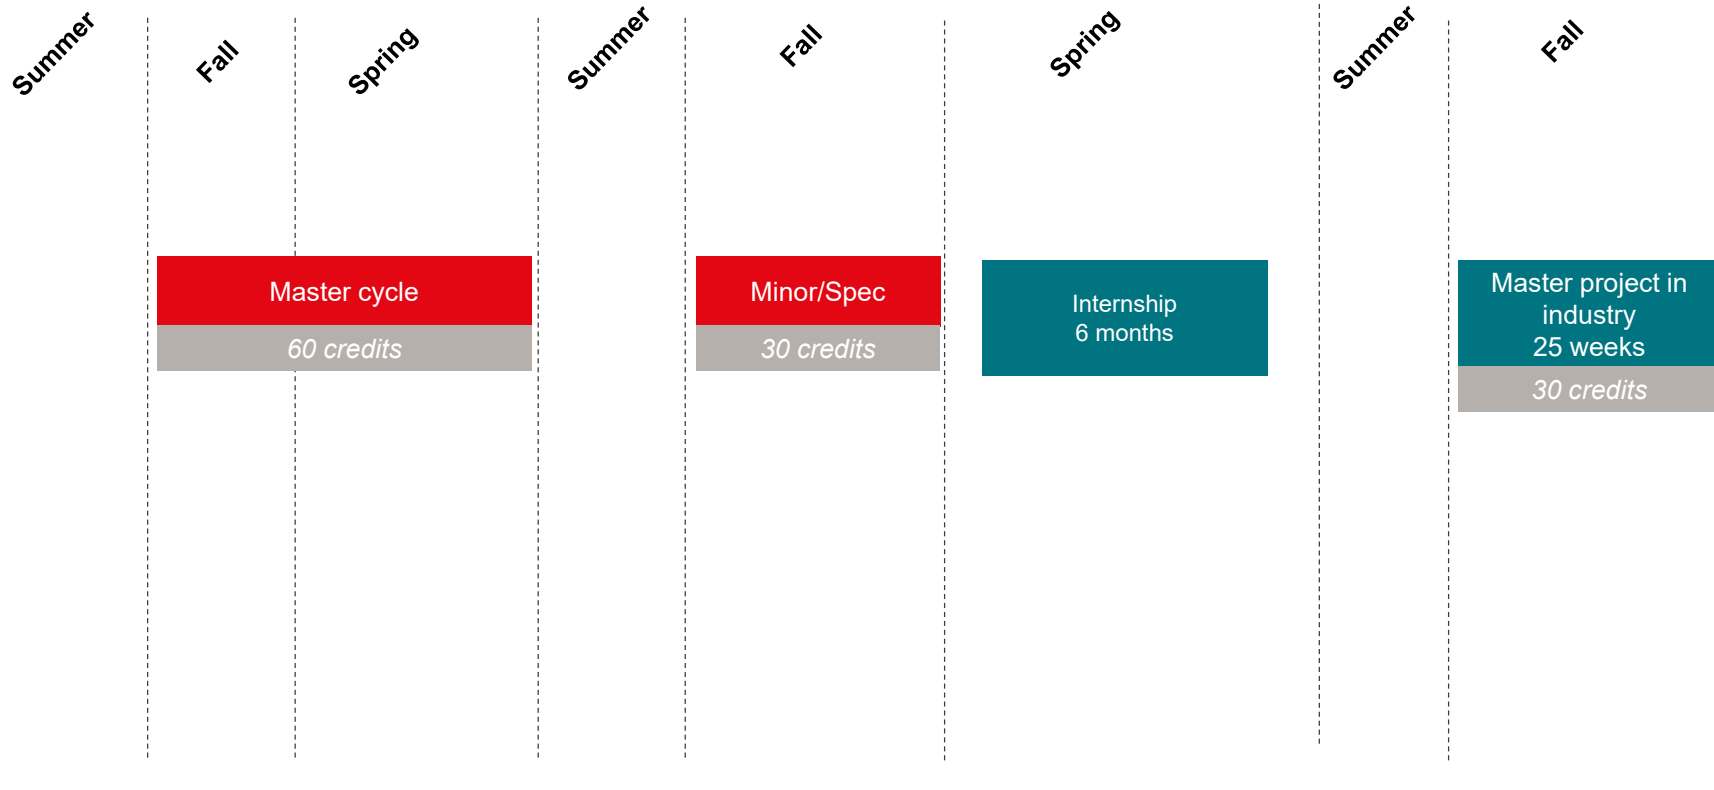 Summer
Fall
Spring
Summer
Fall
Spring
Summer
Fall
Master cycle
60 credits
Minor/Spec
30 credits
Internship
6 months
Master project in
industry
25 weeks
30 credits